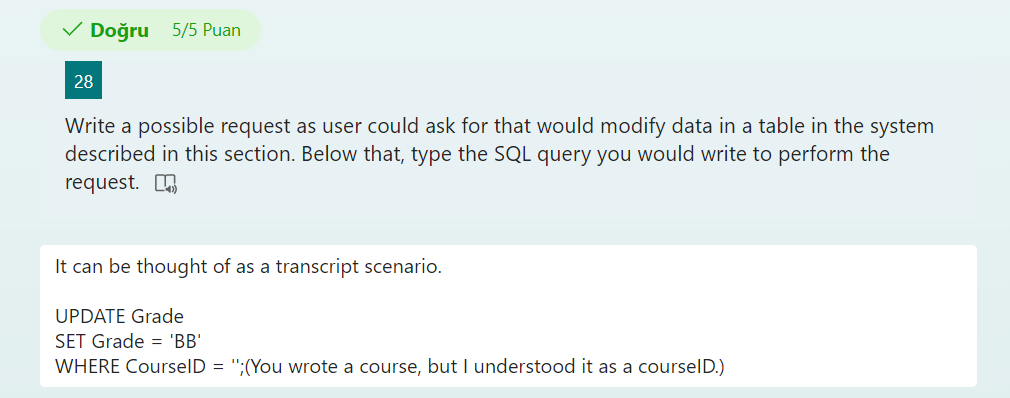 Doğru 5/5 Puan
28
Write a possible request as user could ask for that would modify data in a table in the system
described in this section. Below that, type the SQL query you would write to perform the
request.
It can be thought of as a transcript scenario.
UPDATE Grade
SET Grade = 'BB'
WHERE CourseID = '';(You wrote a course, but I understood it as a courseID.)